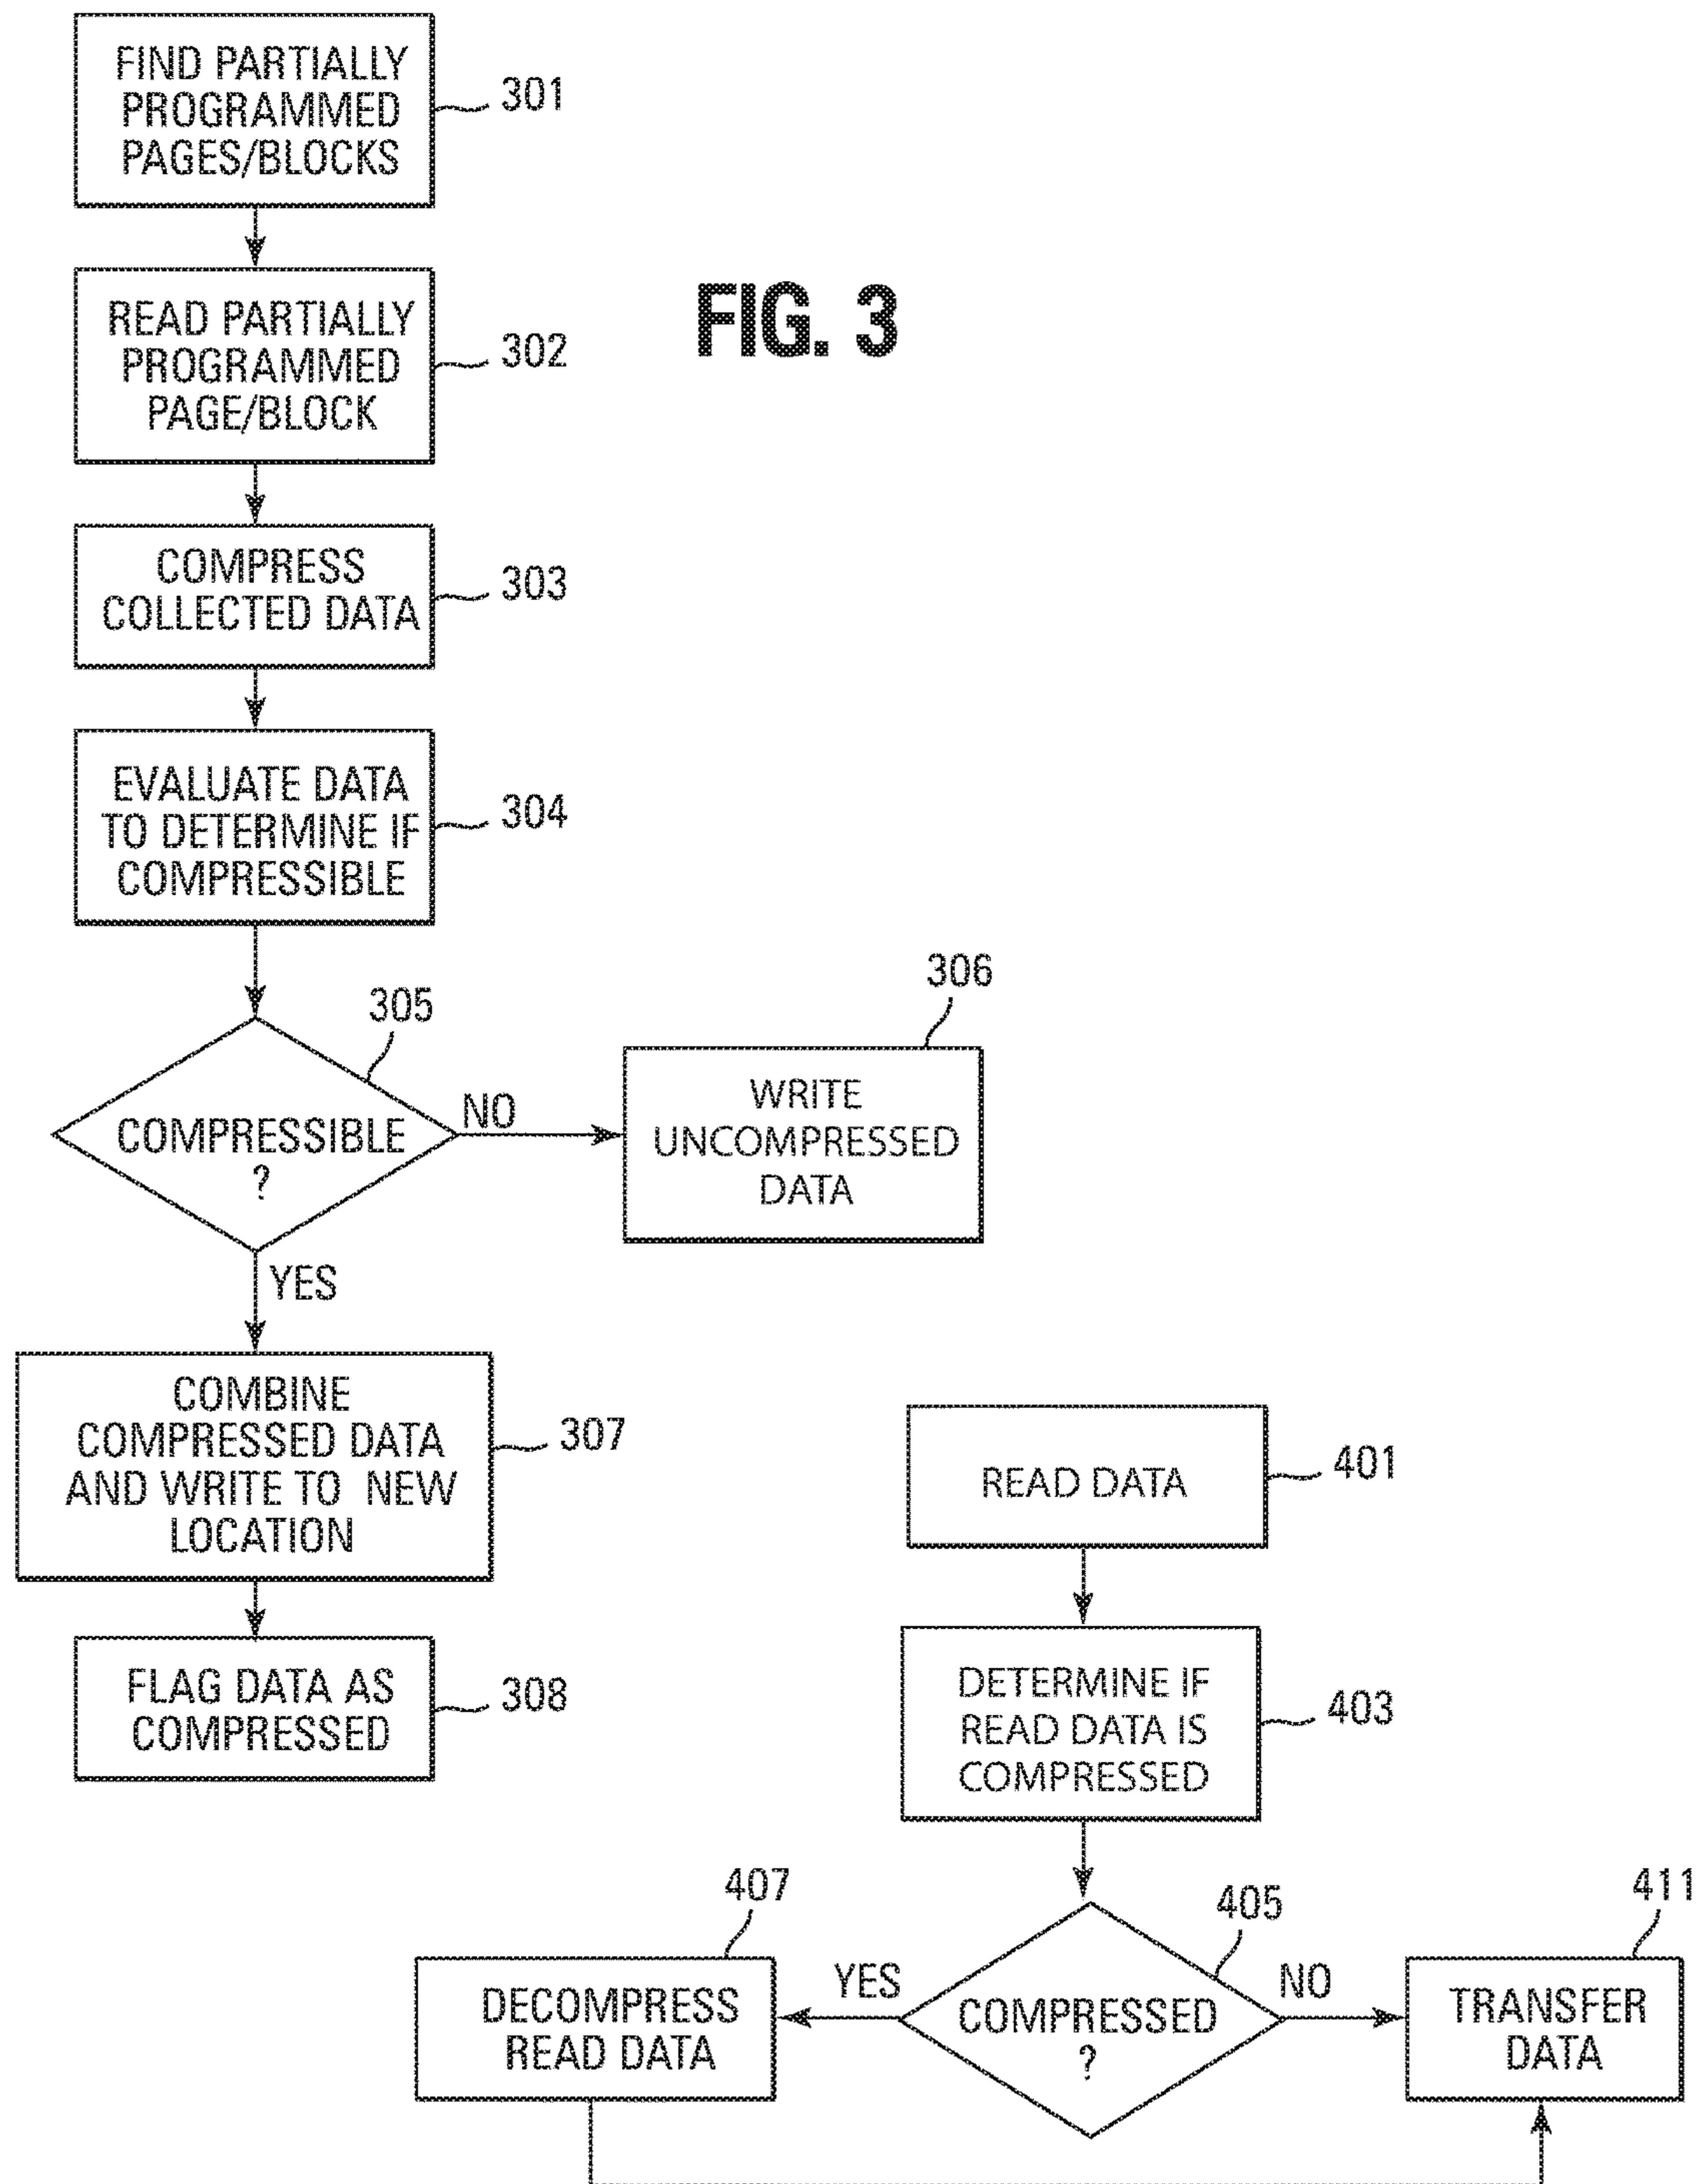 FIND PARTIALLY
PROGRAMMED
PAGES/BLOCKS
301
READ PARTIALLY
PROGRAMMED
PAGE/BLOCK
302
FIG. 3
COMPRESS
COLLECTED DATA
303
EVALUATE DATA
TO DETERMINE IF
COMPRESSIBLE
304
305
COMPRESSIBLE
?
NO
306
WRITE
UNCOMPRESSED
DATA
YES
COMBINE
COMPRESSED DATA
AND WRITE TO NEW
LOCATION
307
FLAG DATA AS
COMPRESSED
308
READ DATA
401
DETERMINE IF
READ DATA IS
COMPRESSED
403
405
COMPRESSED
?
YES
407
DECOMPRESS
READ DATA
NO
411
TRANSFER
DATA